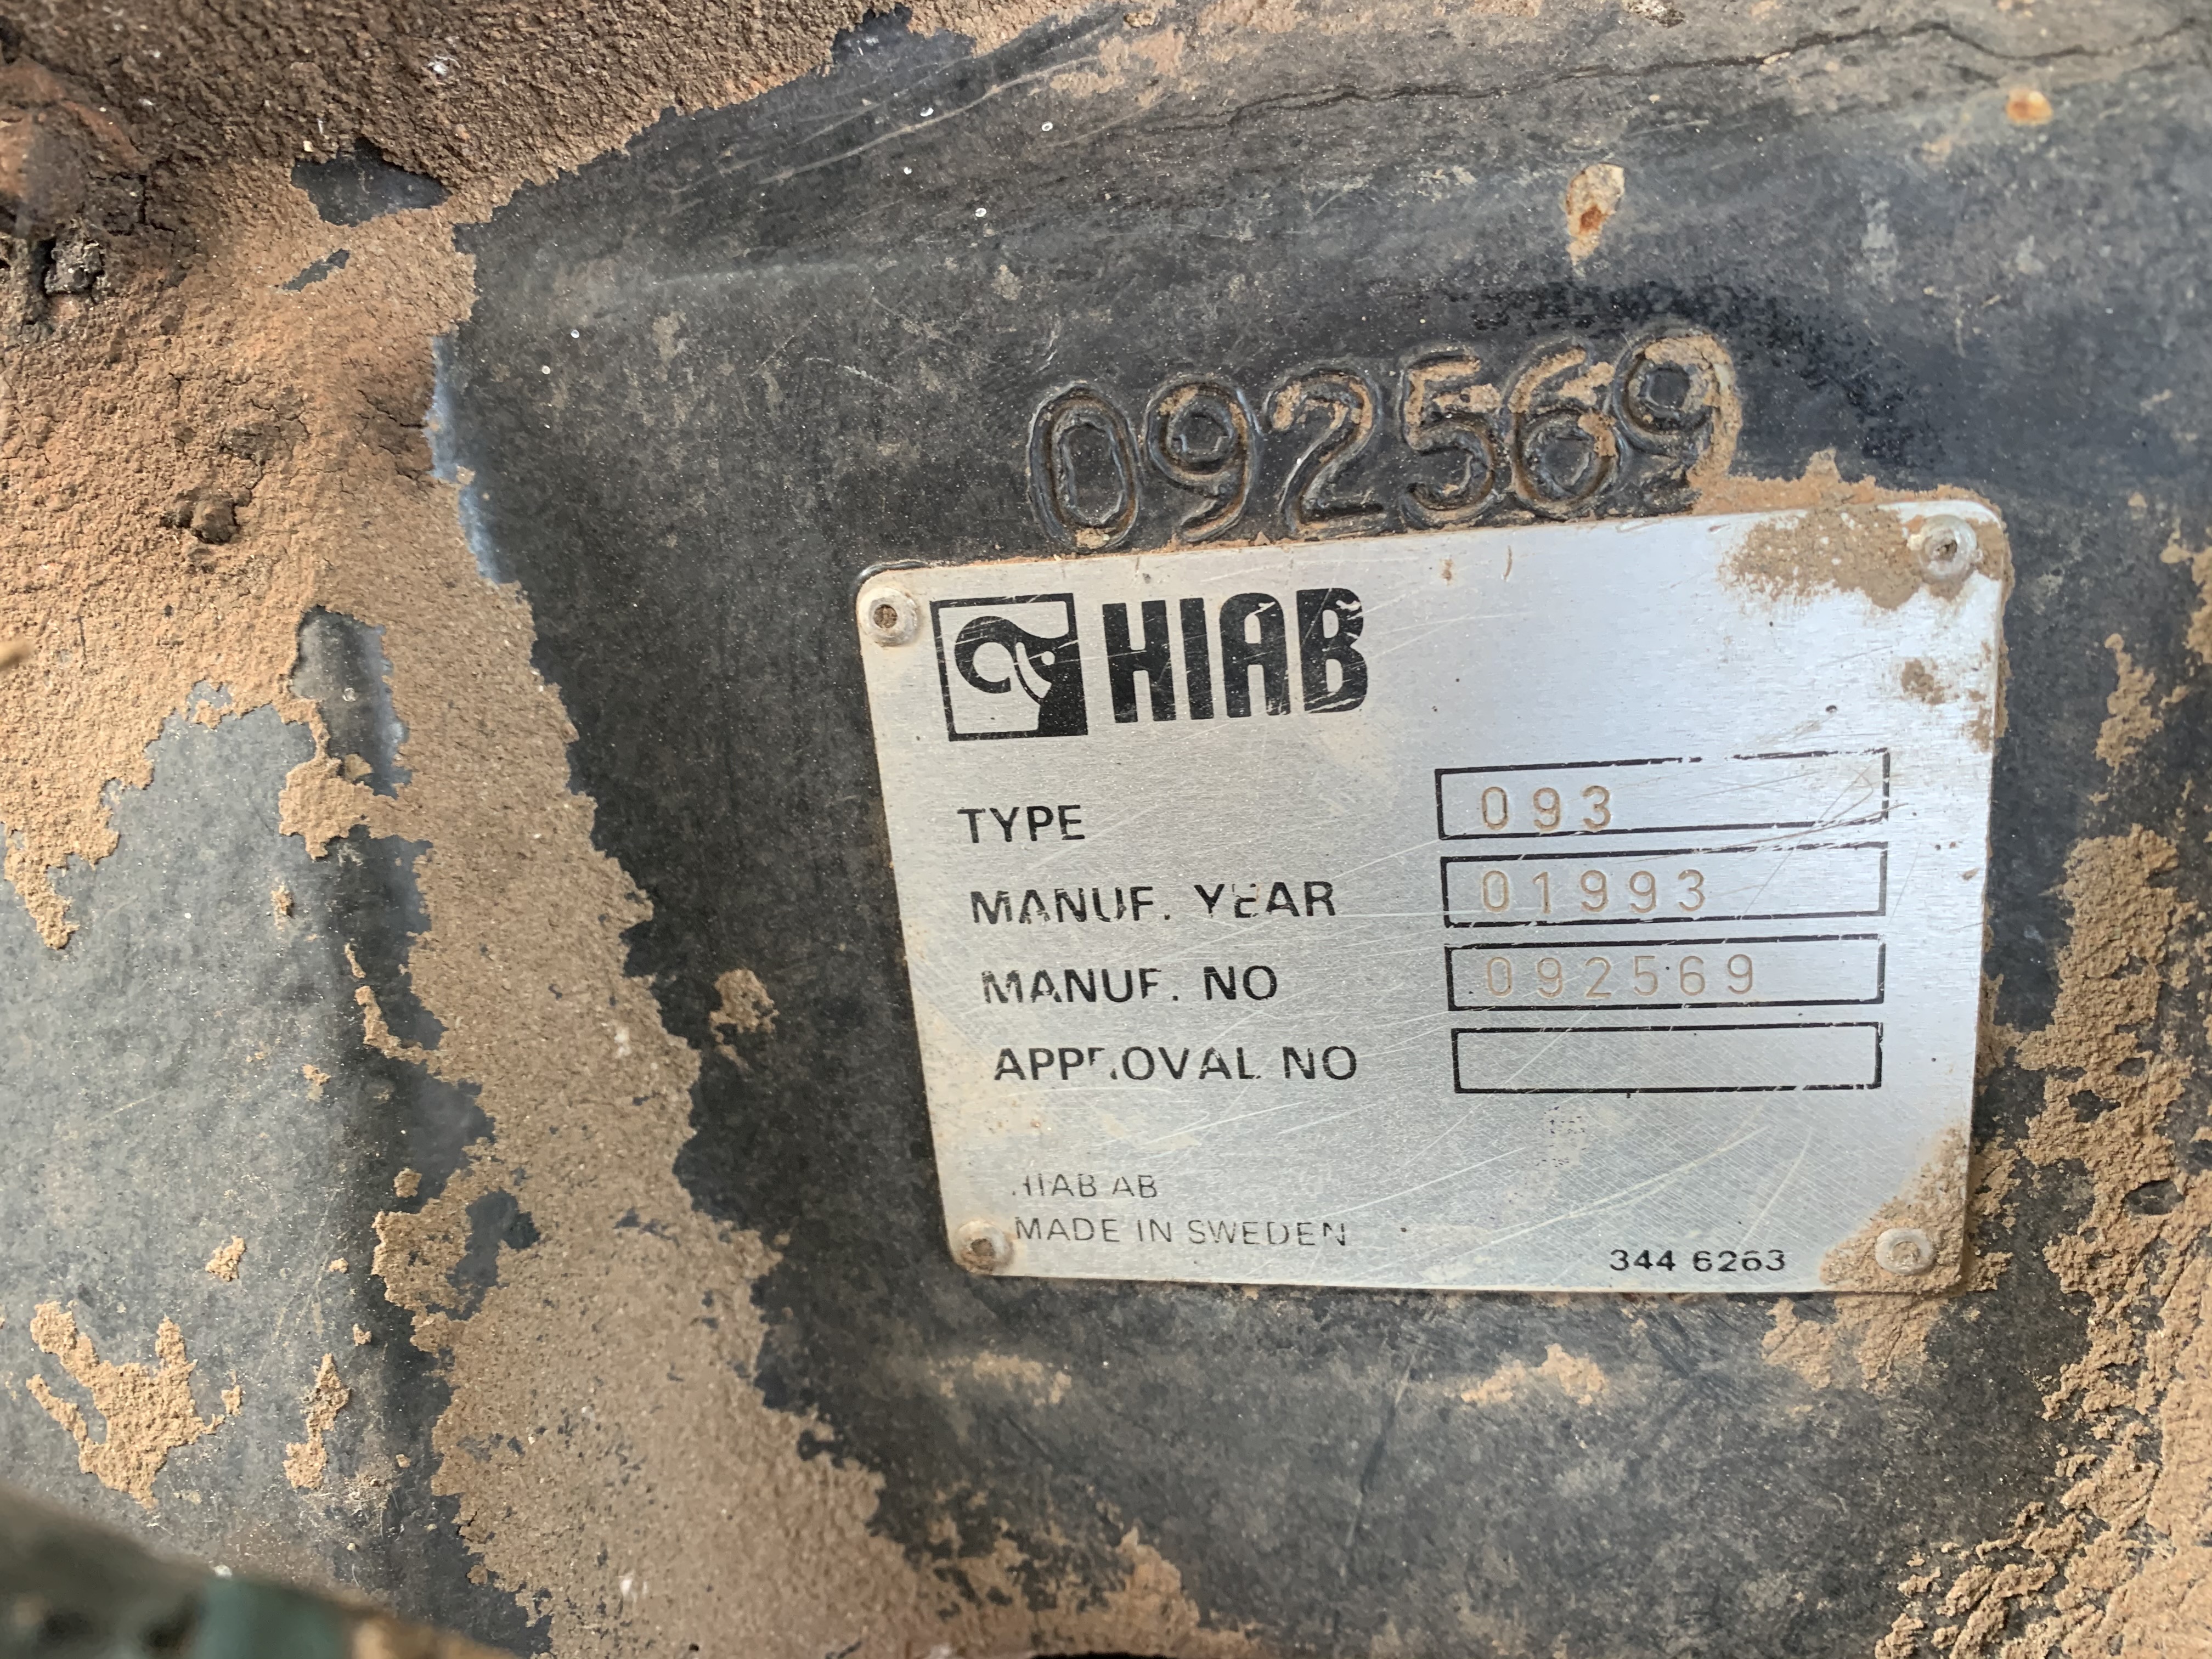 092569
HIAB
TYPE 093
MANUF. YEAR 01993
MANUF. NO 092569
APPROVAL NO
HIAB AB
MADE IN SWEDEN
344 6263